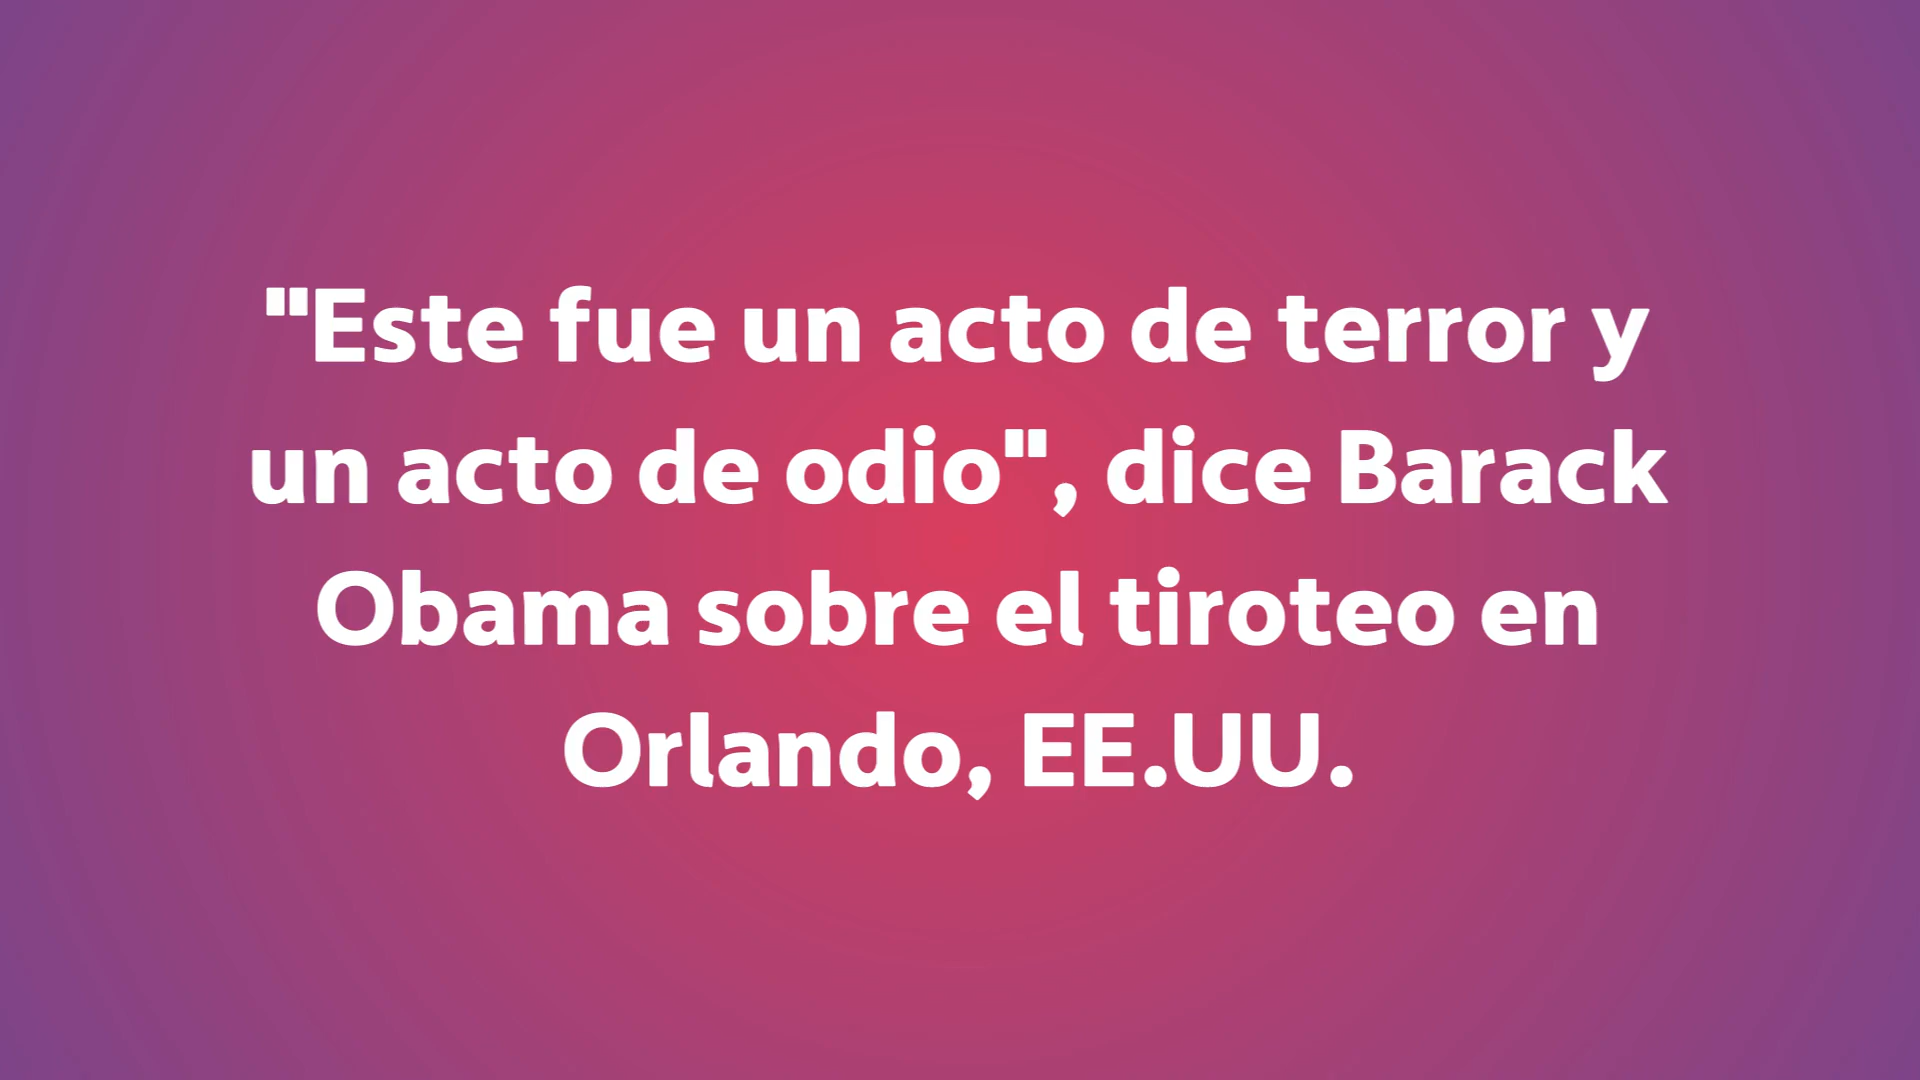 "Este fue un acto de terror y
un acto de odio", dice Barack
Obama sobre el tiroteo en
Orlando, EE.UU.